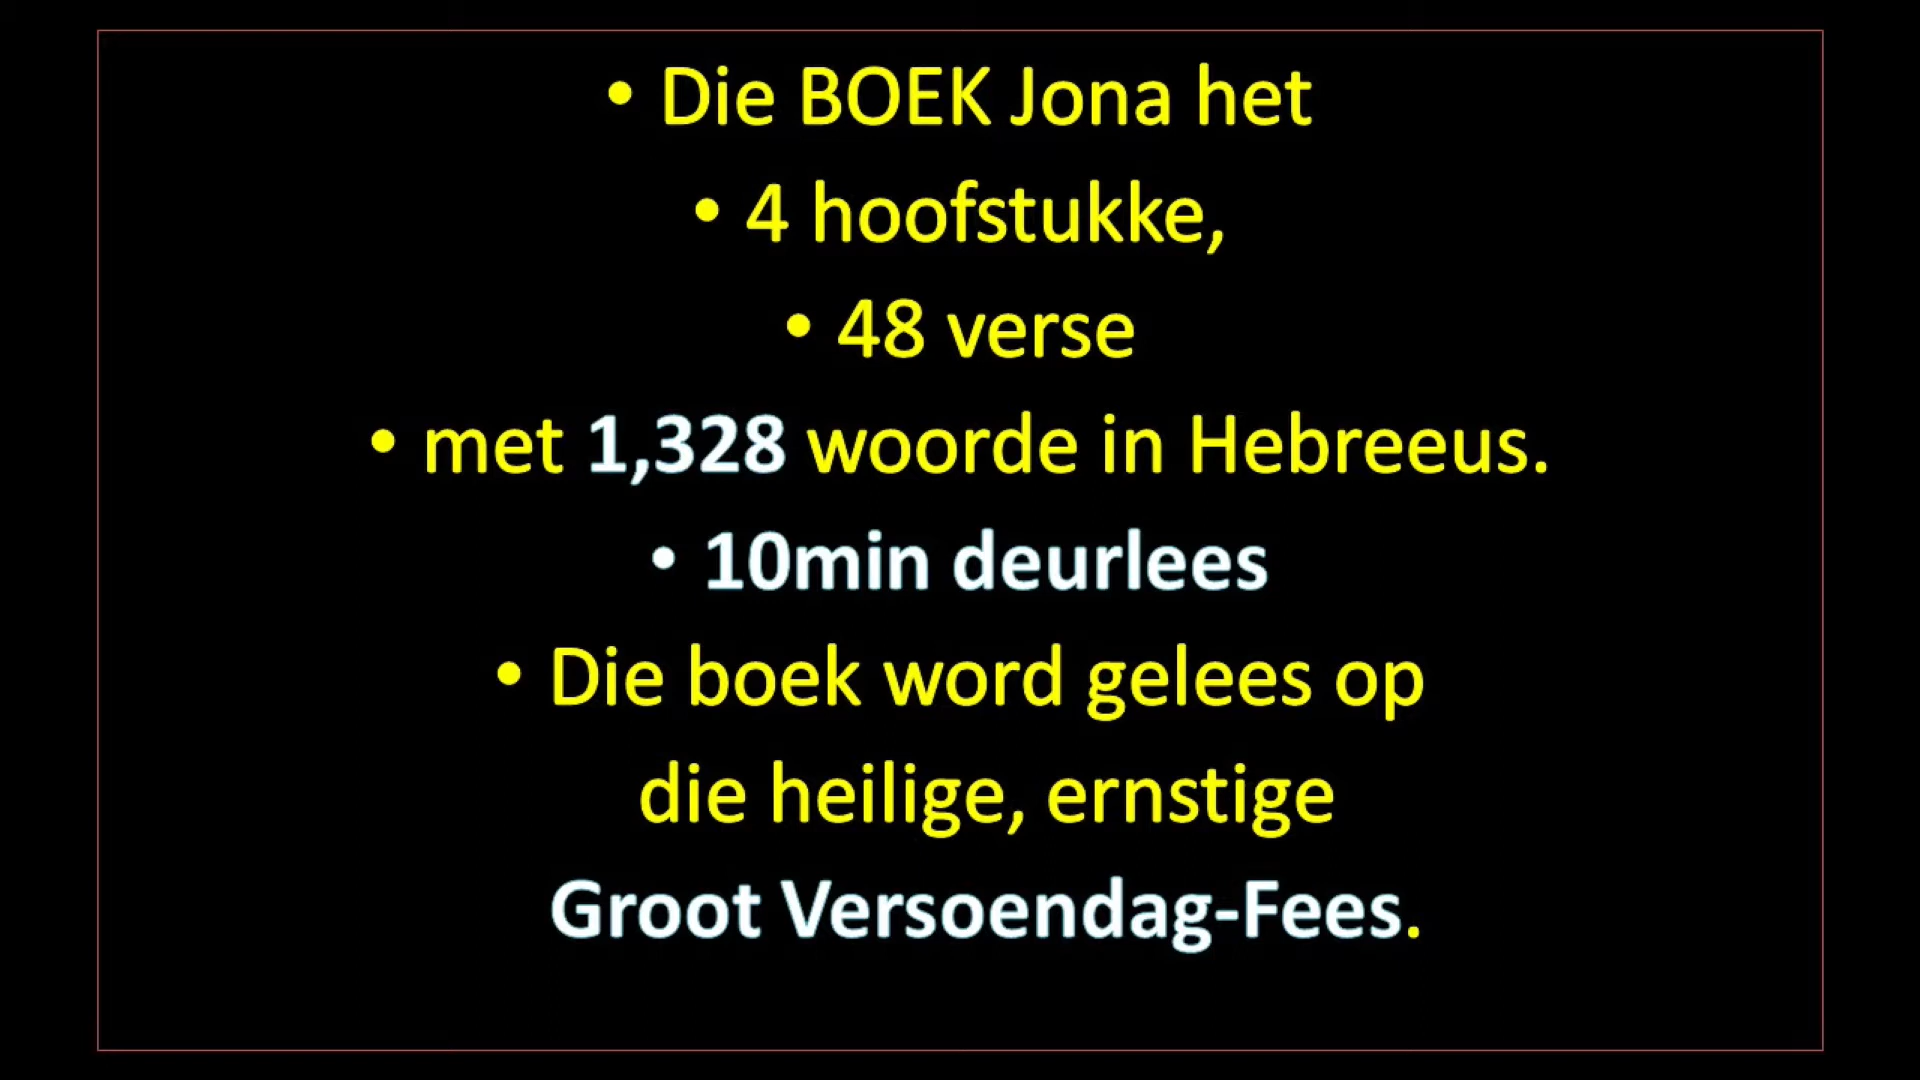 • Die BOEK Jona het
• 4 hoofstukke,
• 48 verse
• met 1,328 woorde in Hebreeus.
• 10min deurlees
• Die boek word gelees op
die heilige, ernstige
Groot Versoendag-Fees.